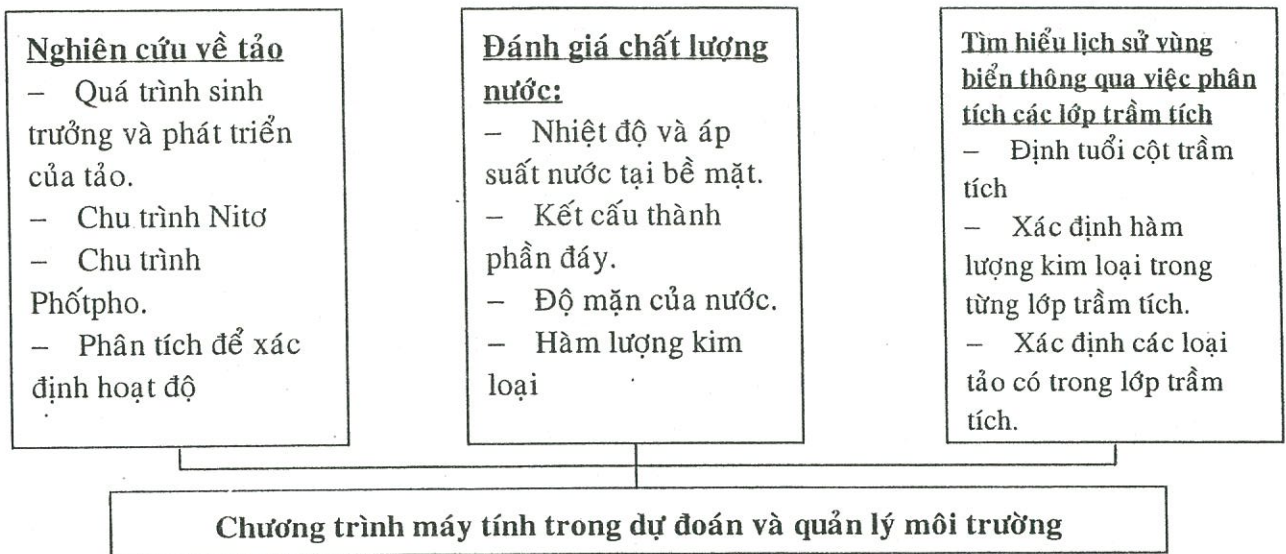 Nghiên cứu về tảo
– Quá trình sinh
trưởng và phát triển
của tảo.
– Chu trình Nitơ
– Chu trình
Phốtpho.
– Phân tích để xác
định hoạt độ
Đánh giá chất lượng
nước:
– Nhiệt độ và áp
suất nước tại bề mặt.
– Kết cấu thành
phần đáy.
– Độ mặn của nước.
– Hàm lượng kim
loại
Tìm hiểu lịch sử vùng
biển thông qua việc phân
tích các lớp trầm tích
– Định tuổi cột trầm
tích
– Xác định hàm
lượng kim loại trong
từng lớp trầm tích.
– Xác định các loại
tảo có trong lớp trầm
tích.
Chương trình máy tính trong dự đoán và quản lý môi trường